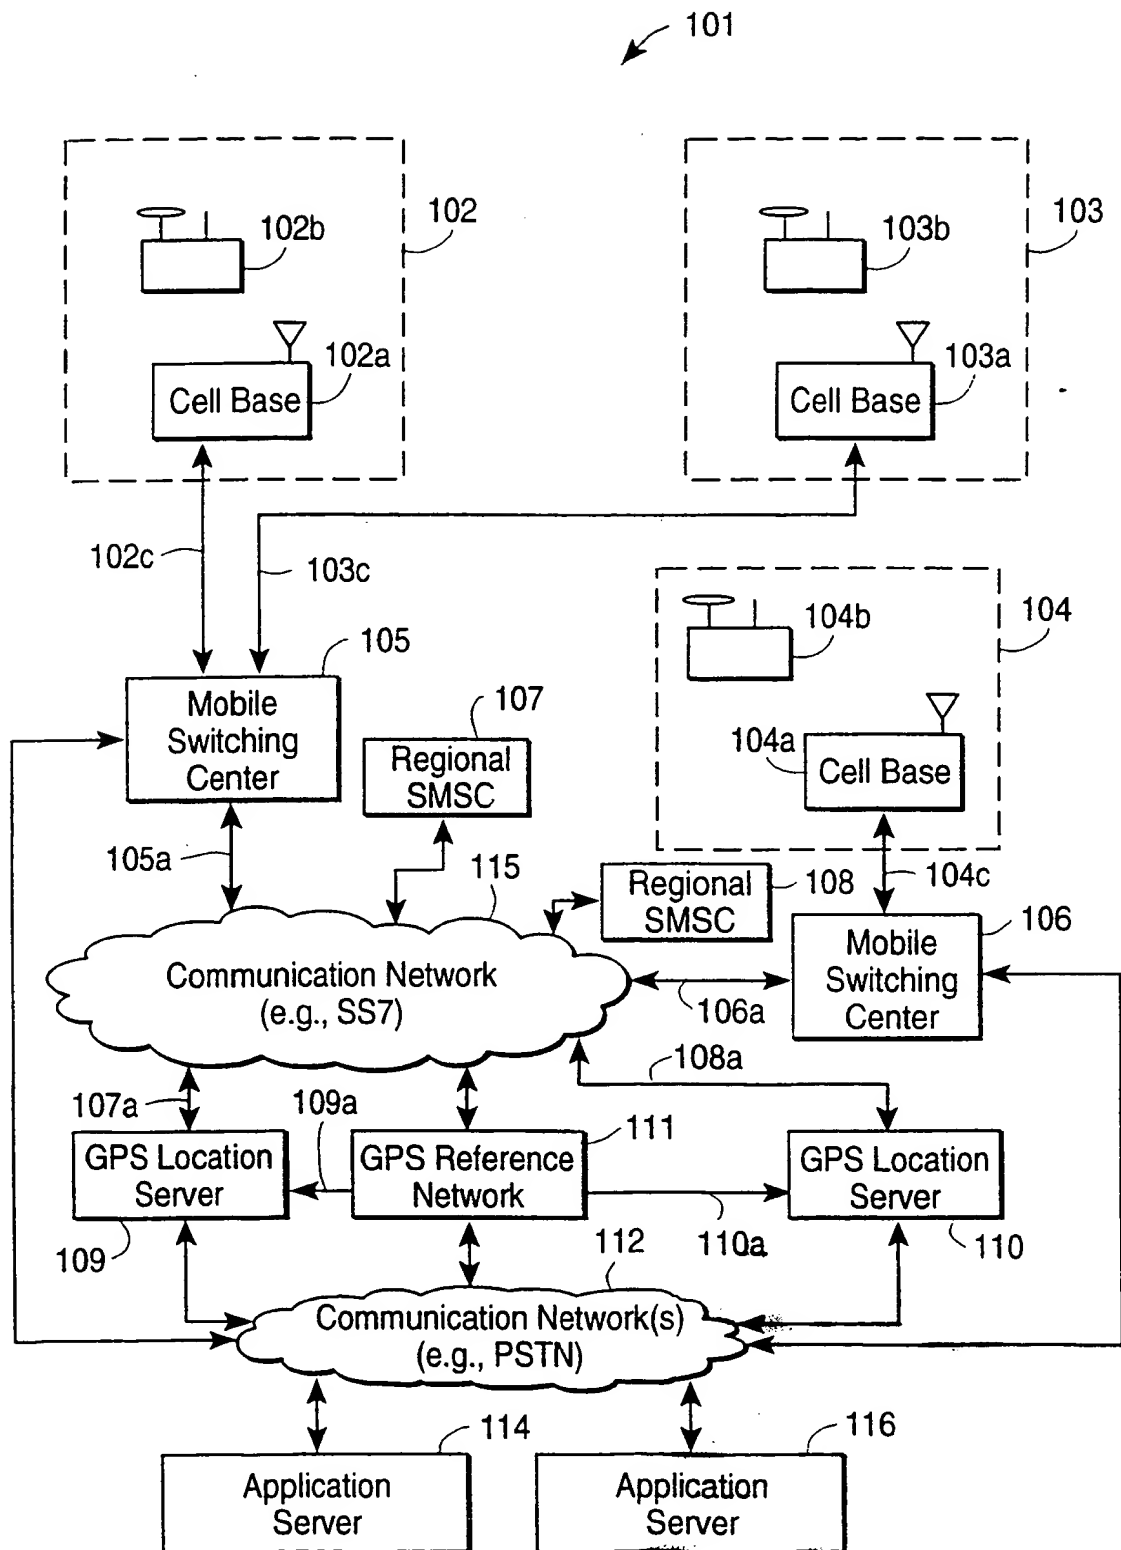 101
102
102b
102a
Cell Base
103
103b
103a
Cell Base
102c
103c
104
104b
104a
Cell Base
105
Mobile
Switching
Center
107
Regional
SMSC
105a
115
104c
108
Regional
SMSC
106
Mobile
Switching
Center
Communication Network
(e.g., SS7)
106a
108a
107a
109a
111
GPS Location
Server
GPS Reference
Network
GPS Location
Server
109
110a
110
112
Communication Network(s)
(e.g., PSTN)
114
116
Application
Server
Application
Server